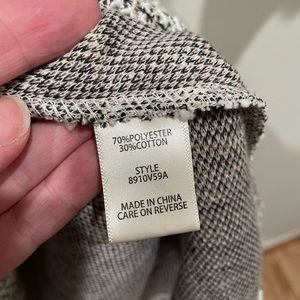 70%POLYESTER
30%COTTON
STYLE
8910V59A
MADE IN CHINA
CARE ON REVERSE